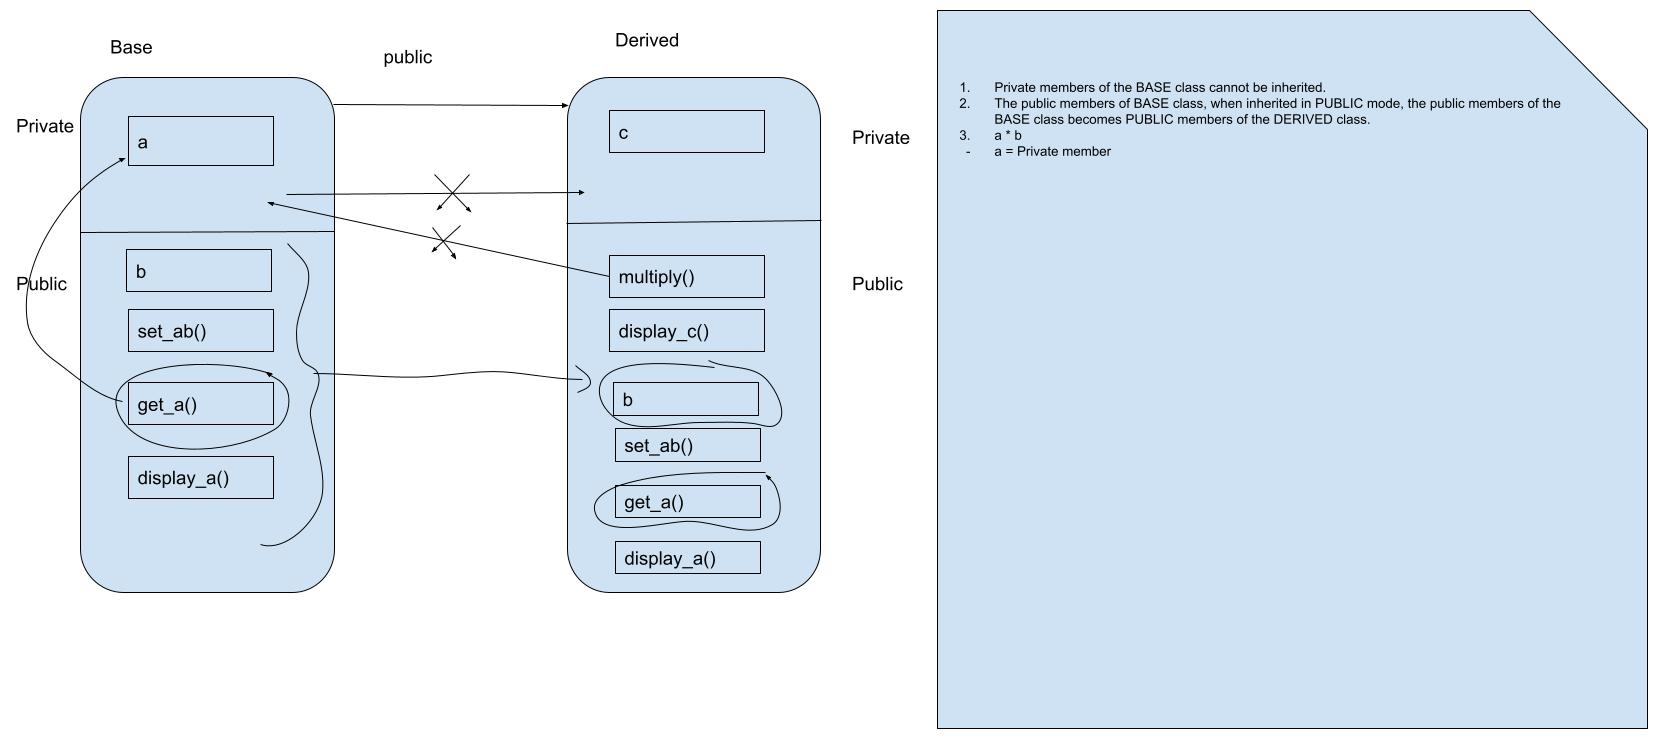 Base
public
Derived
Private
a
c
Private
Public
b
set_ab()
get_a()
display_a()
multiply()
display_c()
b
set_ab()
get_a()
display_a()
Public
1. Private members of the BASE class cannot be inherited.
2. The public members of BASE class, when inherited in PUBLIC mode, the public members of the
BASE class becomes PUBLIC members of the DERIVED class.
3. a * b
- a = Private member